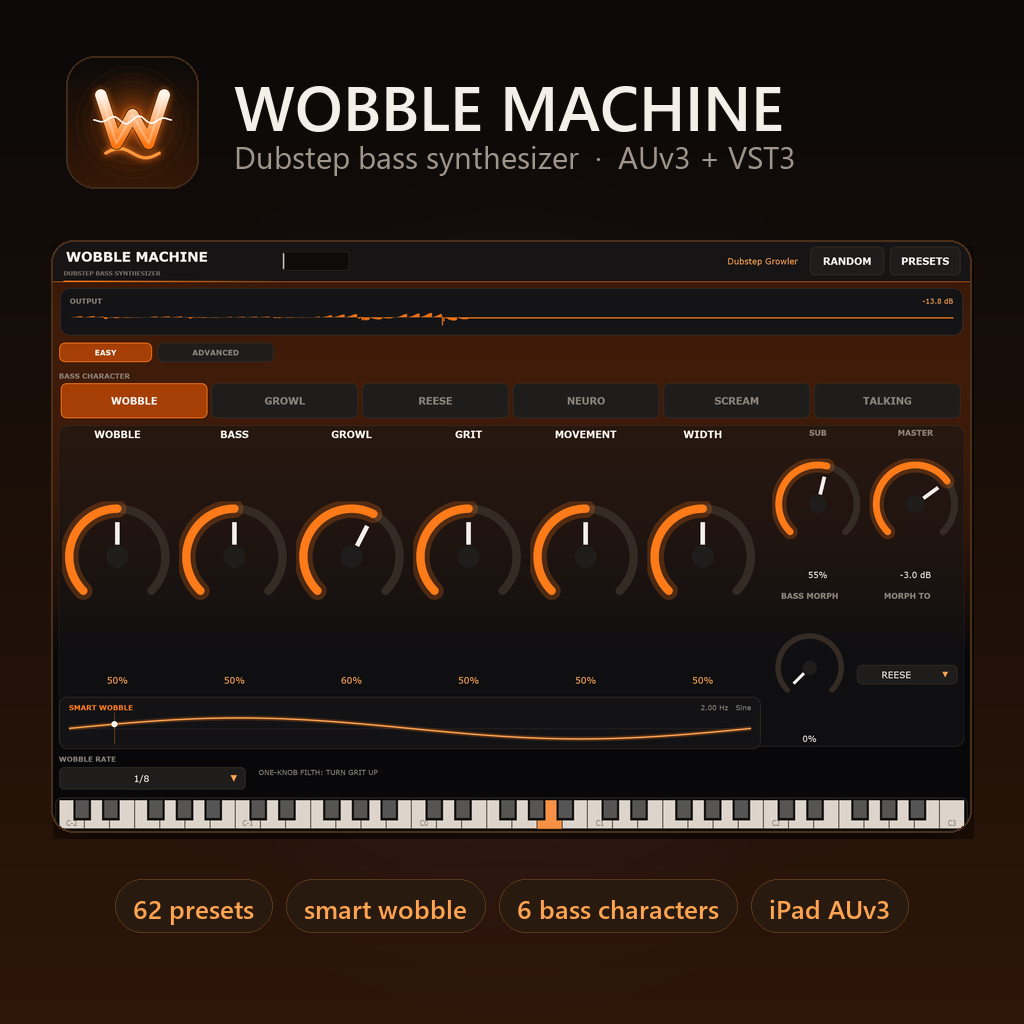 WOBBLE MACHINE
Dubstep bass synthesizer · AUv3 + VST3
WOBBLE MACHINE
DUBSTEP BASS SYNTHESIZER
Dubstep Growler
RANDOM
PRESETS
OUTPUT
-13.8 dB
EASY
ADVANCED
BASS CHARACTER
WOBBLE
GROWL
REESE
NEURO
SCREAM
TALKING
WOBBLE
BASS
GROWL
GRIT
MOVEMENT
WIDTH
SUB
MASTER
55%
-3.0 dB
BASS MORPH
MORPH TO
REESE
0%
50%
50%
60%
50%
50%
50%
SMART WOBBLE
2.00 Hz Sine
WOBBLE RATE
1/8
ONE-KNOB FILTH: TURN GRIT UP
C-2
C-1
C0
C1
C2
C3
62 presets
smart wobble
6 bass characters
iPad AUv3